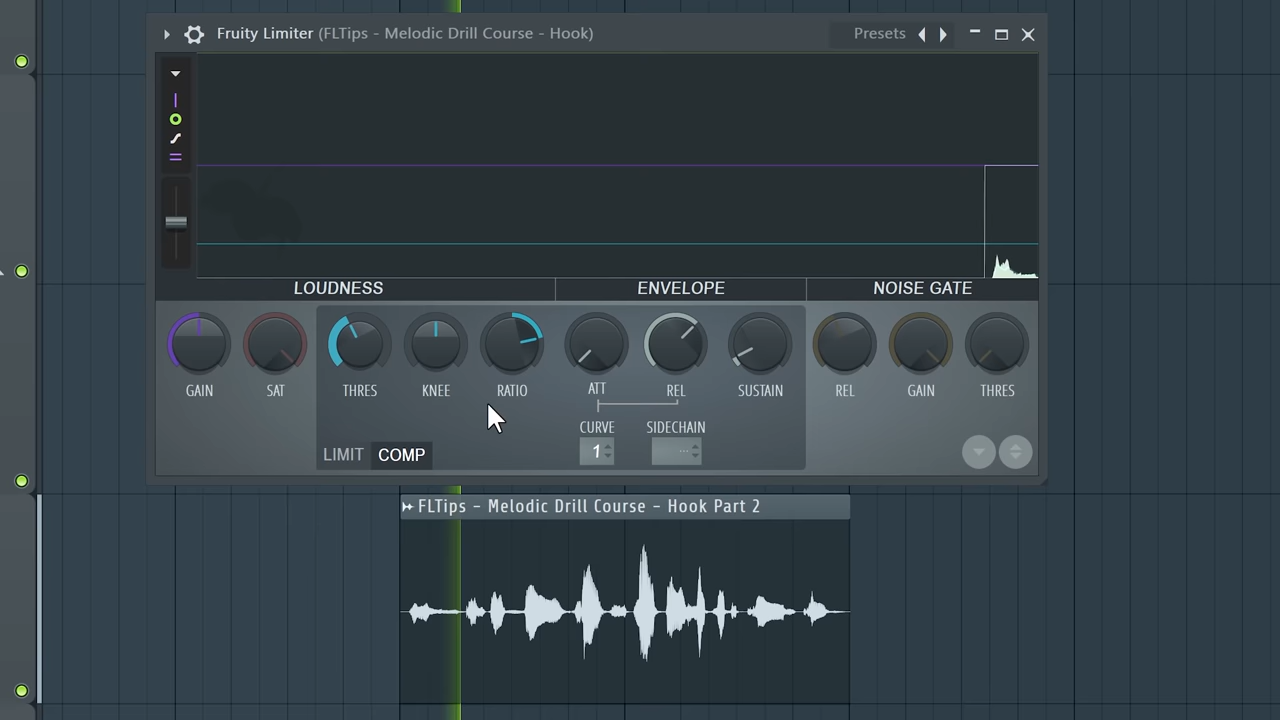 Fruity Limiter (FLTips - Melodic Drill Course - Hook)
Presets
LOUDNESS
ENVELOPE
NOISE GATE
GAIN
SAT
THRES
KNEE
RATIO
ATT
REL
SUSTAIN
REL
GAIN
THRES
CURVE
SIDECHAIN
LIMIT
COMP
1
---
FLTips - Melodic Drill Course - Hook Part 2